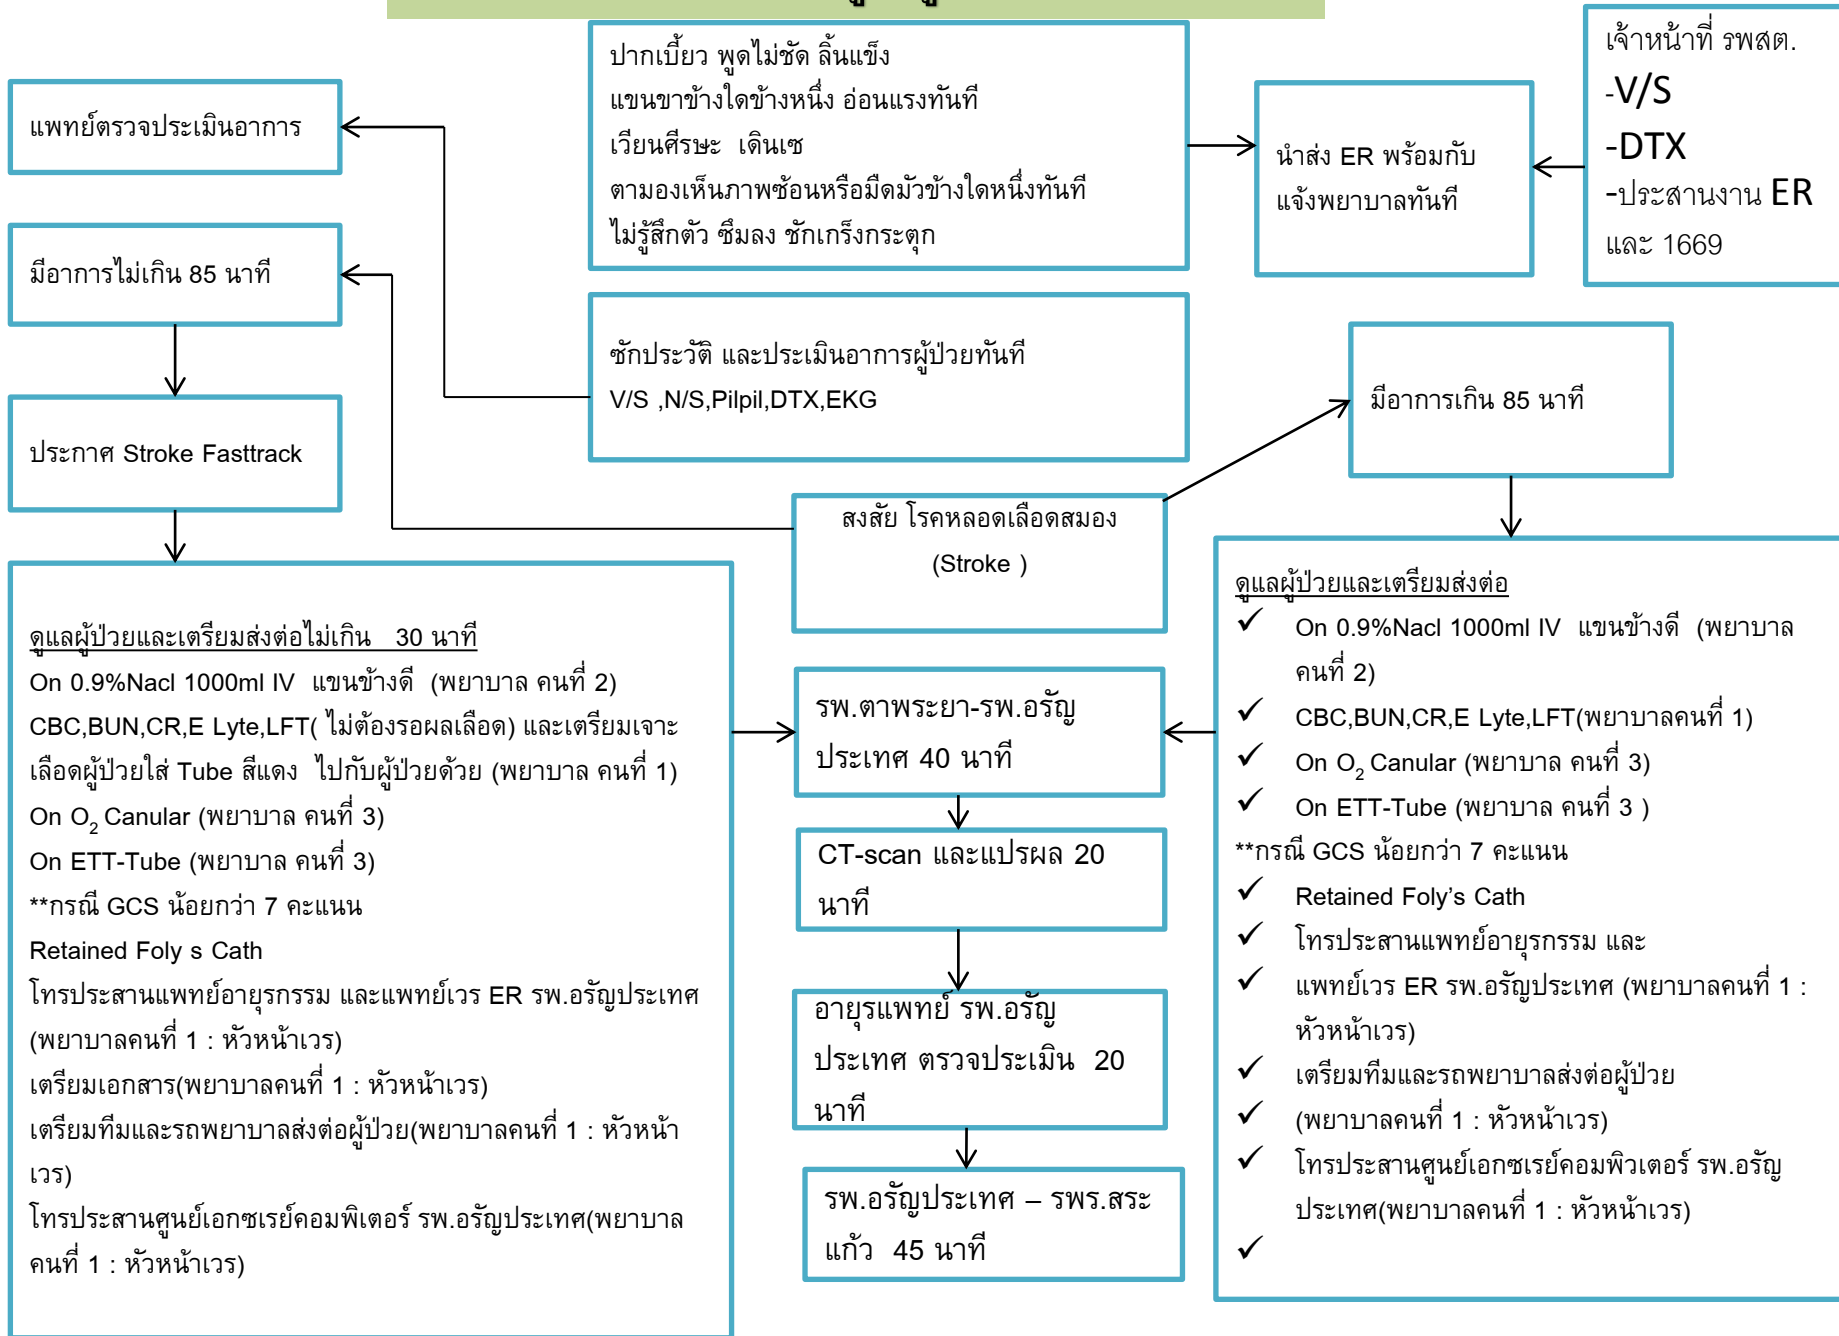 ปากเบี้ยว พูดไม่ชัด ลิ้นแข็ง
แขนขาข้างใดข้างหนึ่ง อ่อนแรงทันที
เวียนศีรษะ เดินเซ
ตามองเห็นภาพซ้อนหรือมืดมัวข้างใดหนึ่งทันที
ไม่รู้สึกตัว ซึมลง ชักเกร็งกระตุก
เจ้าหน้าที่ รพสต.
-V/S
-DTX
-ประสานงาน ER
และ 1669
นำส่ง ER พร้อมกับ
แจ้งพยาบาลทันที
แพทย์ตรวจประเมินอาการ
มีอาการไม่เกิน 85 นาที
ซักประวัติ และประเมินอาการผู้ป่วยทันที
V/S ,N/S,Pilpil,DTX,EKG
มีอาการเกิน 85 นาที
ประกาศ Stroke Fasttrack
สงสัย โรคหลอดเลือดสมอง
(Stroke )
ดูแลผู้ป่วยและเตรียมส่งต่อไม่เกิน 30 นาที
On 0.9%Nacl 1000ml IV แขนข้างดี (พยาบาล คนที่ 2)
CBC,BUN,CR,E Lyte,LFT( ไม่ต้องรอผลเลือด) และเตรียมเจาะ
เลือดผู้ป่วยใส่ Tube สีแดง ไปกับผู้ป่วยด้วย (พยาบาล คนที่ 1)
On O2 Canular (พยาบาล คนที่ 3)
On ETT-Tube (พยาบาล คนที่ 3)
**กรณี GCS น้อยกว่า 7 คะแนน
Retained Foly s Cath
โทรประสานแพทย์อายุรกรรม และแพทย์เวร ER รพ.อรัญประเทศ
(พยาบาลคนที่ 1 : หัวหน้าเวร)
เตรียมเอกสาร(พยาบาลคนที่ 1 : หัวหน้าเวร)
เตรียมทีมและรถพยาบาลส่งต่อผู้ป่วย(พยาบาลคนที่ 1 : หัวหน้า
เวร)
โทรประสานศูนย์เอกซเรย์คอมพิเตอร์ รพ.อรัญประเทศ(พยาบาล
คนที่ 1 : หัวหน้าเวร)
รพ.ตาพระยา-รพ.อรัญ
ประเทศ 40 นาที
CT-scan และแปรผล 20
นาที
อายุรแพทย์ รพ.อรัญ
ประเทศ ตรวจประเมิน 20
นาที
รพ.อรัญประเทศ – รพร.สระ
แก้ว 45 นาที
ดูแลผู้ป่วยและเตรียมส่งต่อ
✓ On 0.9%Nacl 1000ml IV แขนข้างดี (พยาบาล
คนที่ 2)
✓ CBC,BUN,CR,E Lyte,LFT(พยาบาลคนที่ 1)
✓ On O2 Canular (พยาบาล คนที่ 3)
✓ On ETT-Tube (พยาบาล คนที่ 3 )
**กรณี GCS น้อยกว่า 7 คะแนน
✓ Retained Foly’s Cath
✓ โทรประสานแพทย์อายุรกรรม และ
✓ แพทย์เวร ER รพ.อรัญประเทศ (พยาบาลคนที่ 1 :
หัวหน้าเวร)
✓ เตรียมทีมและรถพยาบาลส่งต่อผู้ป่วย
✓ (พยาบาลคนที่ 1 : หัวหน้าเวร)
✓ โทรประสานศูนย์เอกซเรย์คอมพิวเตอร์ รพ.อรัญ
ประเทศ(พยาบาลคนที่ 1 : หัวหน้าเวร)
✓